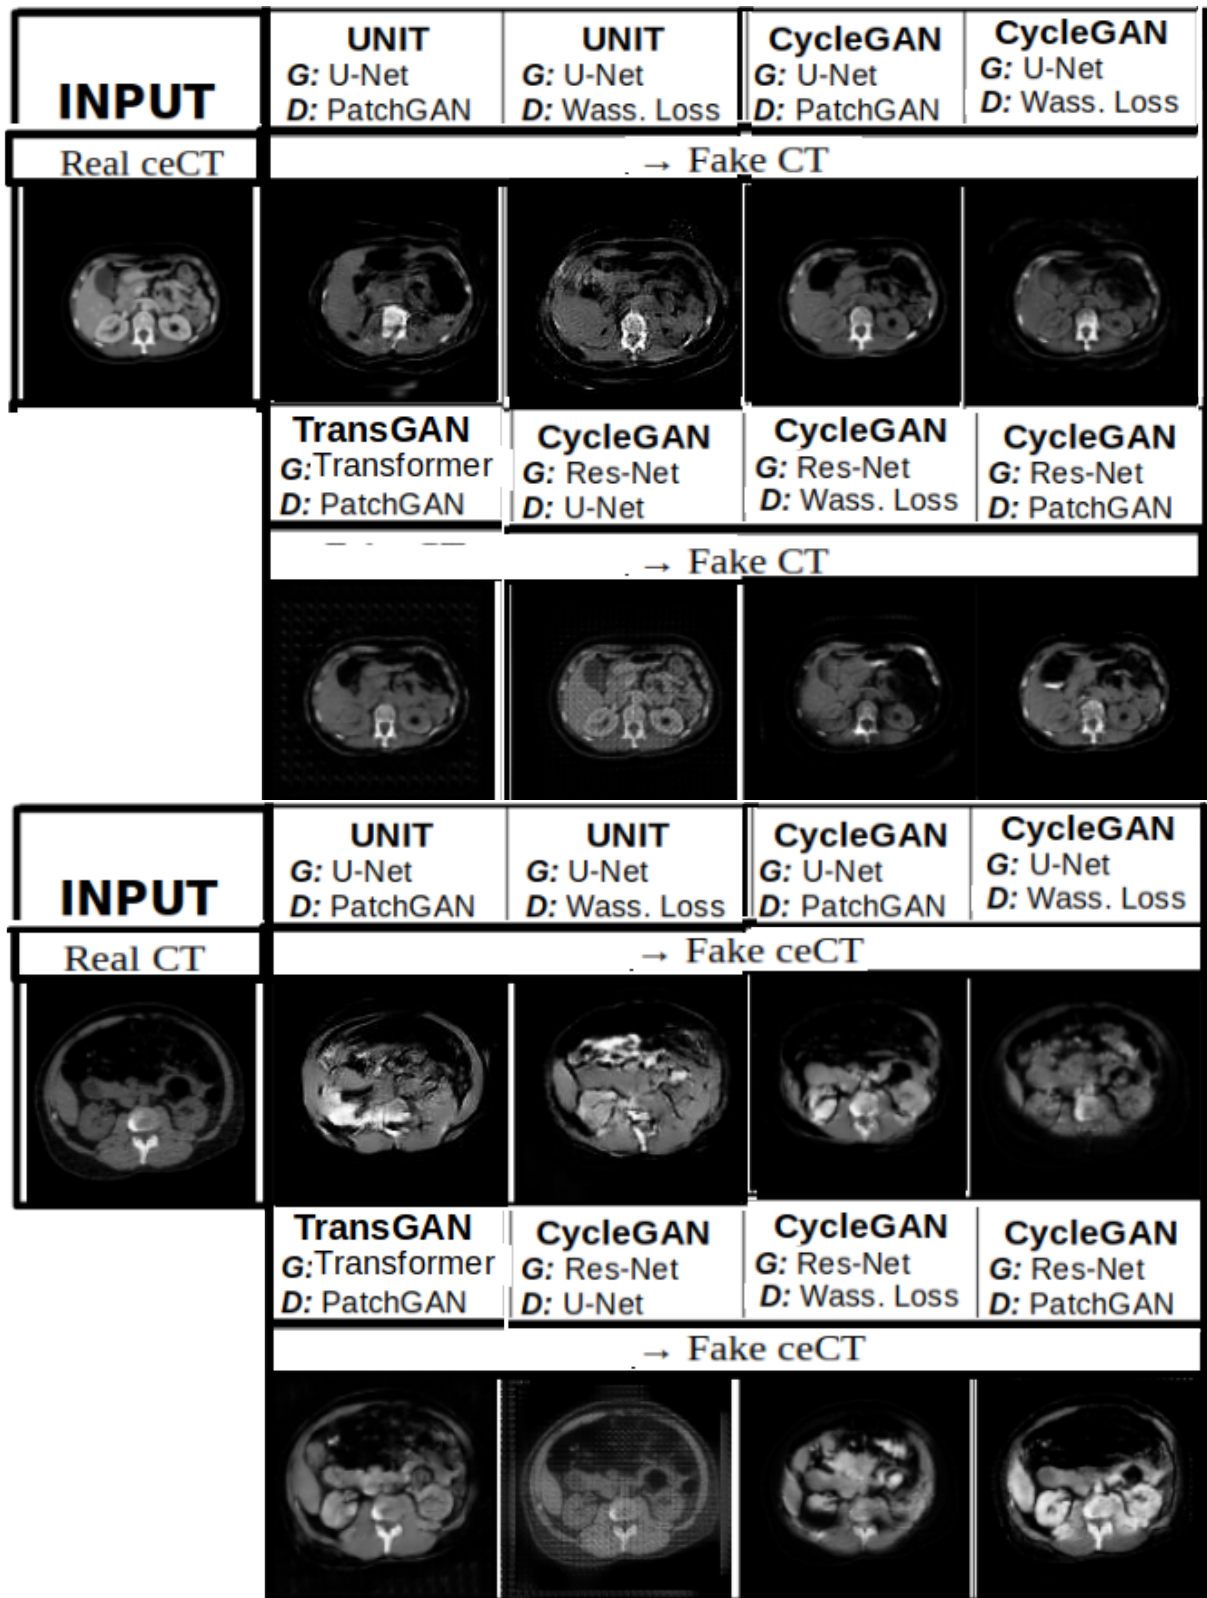 INPUT
UNIT
G: U-Net
D: PatchGAN
UNIT
G: U-Net
D: Wass. Loss
CycleGAN
G: U-Net
D: PatchGAN
CycleGAN
G: U-Net
D: Wass. Loss
Real ceCT
→ Fake CT
TransGAN
G:Transformer
D: PatchGAN
CycleGAN
G: Res-Net
D: U-Net
CycleGAN
G: Res-Net
D: Wass. Loss
CycleGAN
G: Res-Net
D: PatchGAN
→ Fake CT
INPUT
UNIT
G: U-Net
D: PatchGAN
UNIT
G: U-Net
D: Wass. Loss
CycleGAN
G: U-Net
D: PatchGAN
CycleGAN
G: U-Net
D: Wass. Loss
Real CT
→ Fake ceCT
TransGAN
G:Transformer
D: PatchGAN
CycleGAN
G: Res-Net
D: U-Net
CycleGAN
G: Res-Net
D: Wass. Loss
CycleGAN
G: Res-Net
D: PatchGAN
→ Fake ceCT